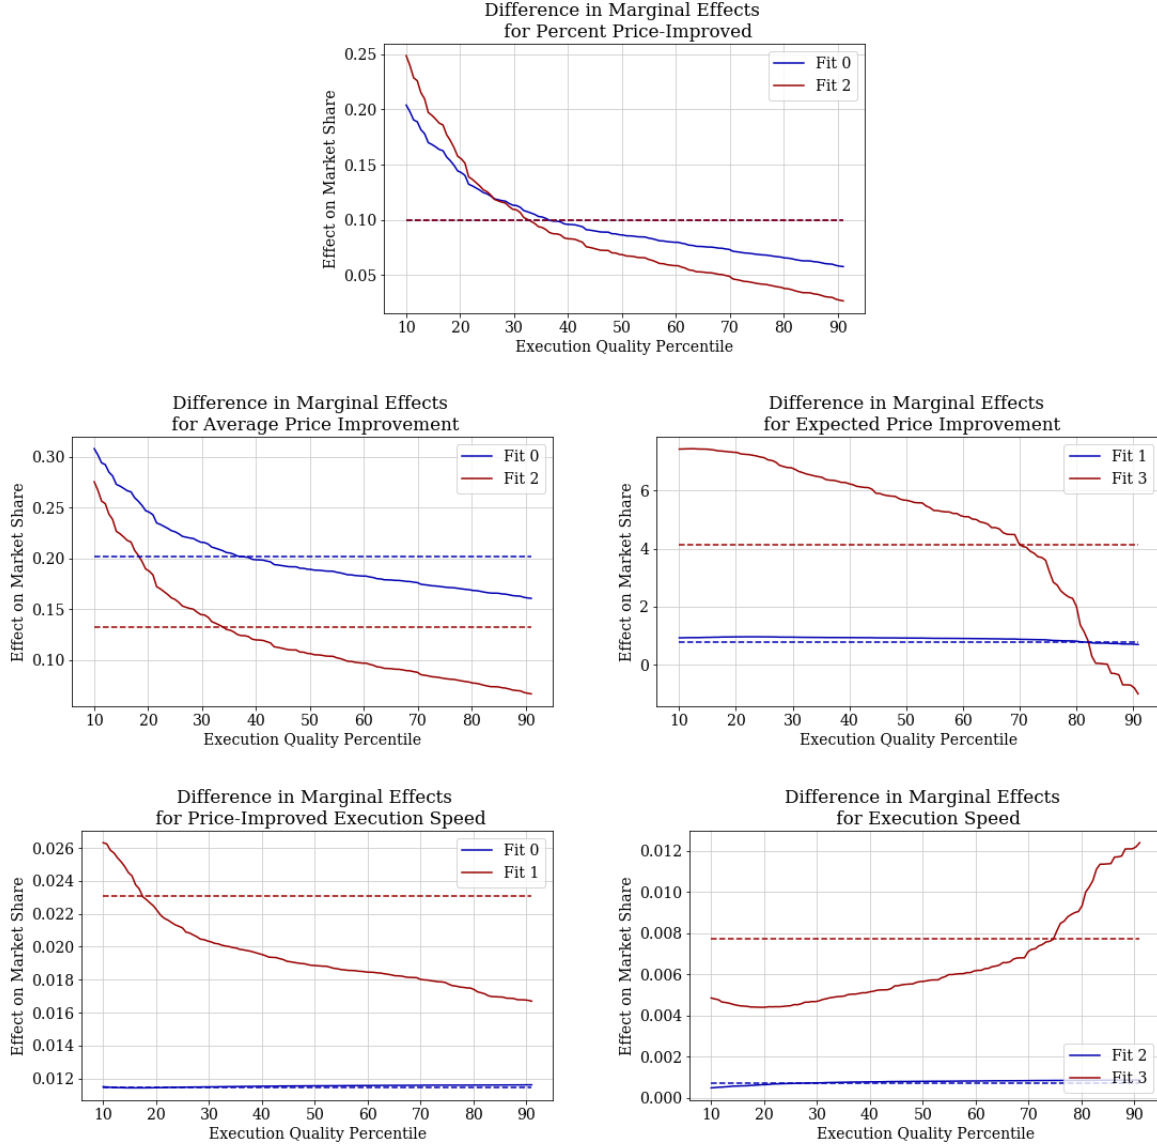 Difference in Marginal Effects
for Percent Price-Improved
Effect on Market Share
0.25
0.20
0.15
0.10
0.05
Fit 0
Fit 2
10 20 30 40 50 60 70 80 90
Execution Quality Percentile
Difference in Marginal Effects
for Average Price Improvement
Effect on Market Share
0.30
0.25
0.20
0.15
0.10
Fit 0
Fit 2
10 20 30 40 50 60 70 80 90
Execution Quality Percentile
Difference in Marginal Effects
for Expected Price Improvement
Effect on Market Share
6
4
2
0
Fit 1
Fit 3
10 20 30 40 50 60 70 80 90
Execution Quality Percentile
Difference in Marginal Effects
for Price-Improved Execution Speed
Effect on Market Share
0.026
0.024
0.022
0.020
0.018
0.016
0.014
0.012
Fit 0
Fit 1
10 20 30 40 50 60 70 80 90
Execution Quality Percentile
Difference in Marginal Effects
for Execution Speed
Effect on Market Share
0.012
0.010
0.008
0.006
0.004
0.002
0.000
Fit 2
Fit 3
10 20 30 40 50 60 70 80 90
Execution Quality Percentile